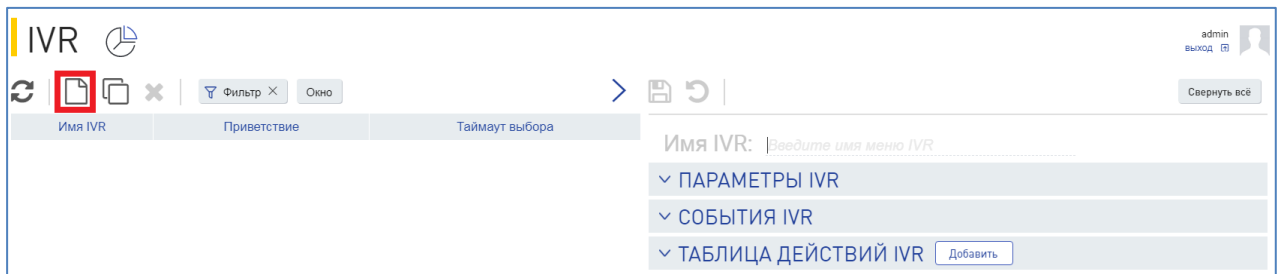 IVR
admin
выход
Фильтр
Окно
Свернуть всё
Имя IVR Приветствие Таймаут выбора
Имя IVR: Введите имя меню IVR
ПАРАМЕТРЫ IVR
СОБЫТИЯ IVR
ТАБЛИЦА ДЕЙСТВИЙ IVR Добавить